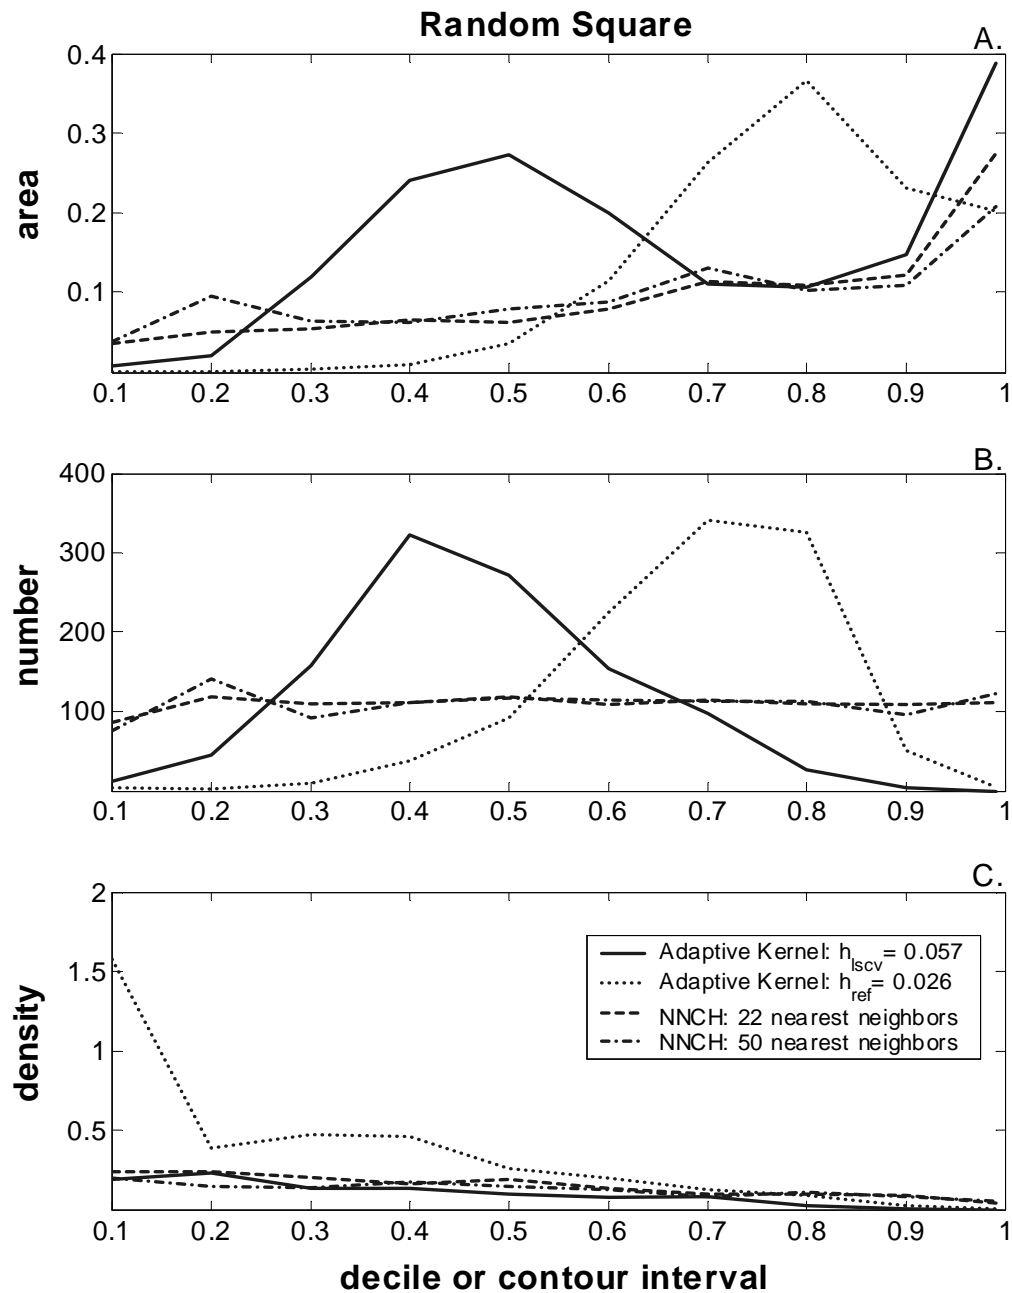 Random Square
A.
0.4
0.3
0.2
0.1
area
0.1 0.2 0.3 0.4 0.5 0.6 0.7 0.8 0.9 1
B.
400
300
200
100
number
0.1 0.2 0.3 0.4 0.5 0.6 0.7 0.8 0.9 1
C.
2
1.5
1
0.5
density
Adaptive Kernel: hlscv= 0.057
Adaptive Kernel: href= 0.026
NNCH: 22 nearest neighbors
NNCH: 50 nearest neighbors
0.1 0.2 0.3 0.4 0.5 0.6 0.7 0.8 0.9 1
decile or contour interval